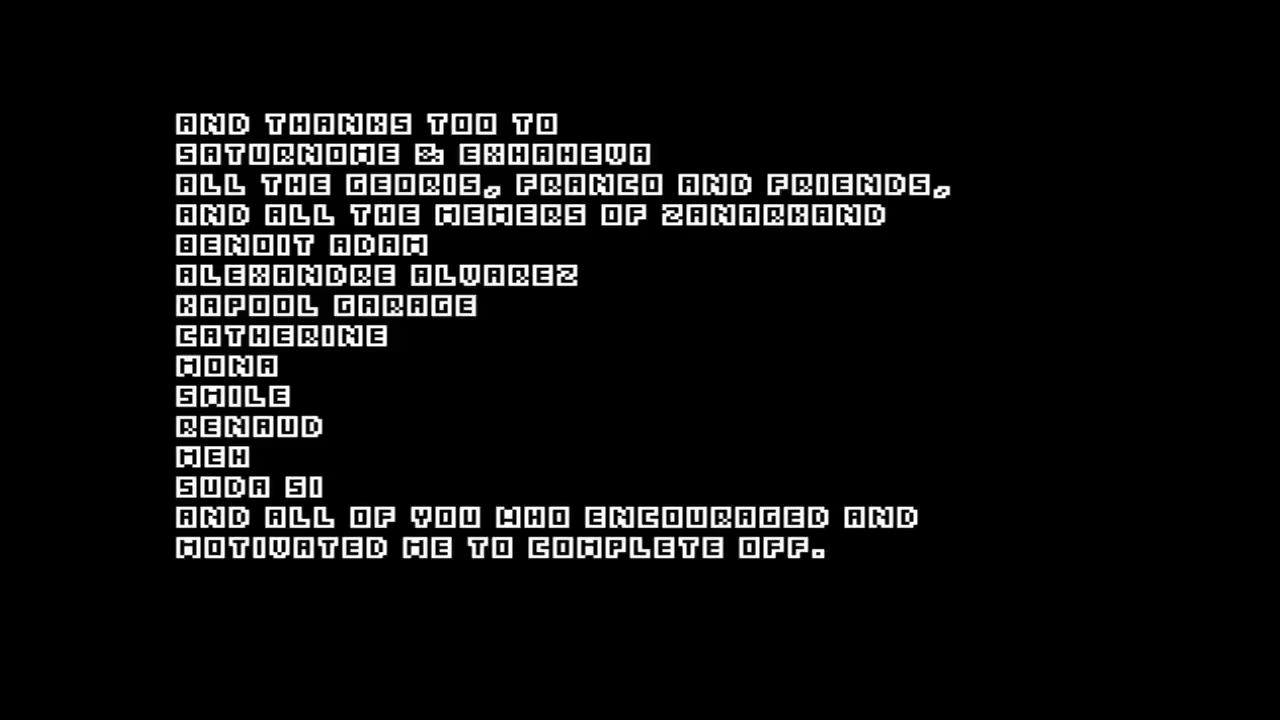 AND THANKS TOO TO
SATURNOME & EXHAHEVA
ALL THE GEORIS, FRANCO AND FRIENDS,
AND ALL THE MEMERS OF ZANARKAND
BENOIT ADAM
ALEXANDRE ALVAREZ
KAPOOL GARAGE
CATHERINE
MONA
SMILE
RENAUD
MEH
SUDA 51
AND ALL OF YOU WHO ENCOURAGED AND
MOTIVATED ME TO COMPLETE OFF.